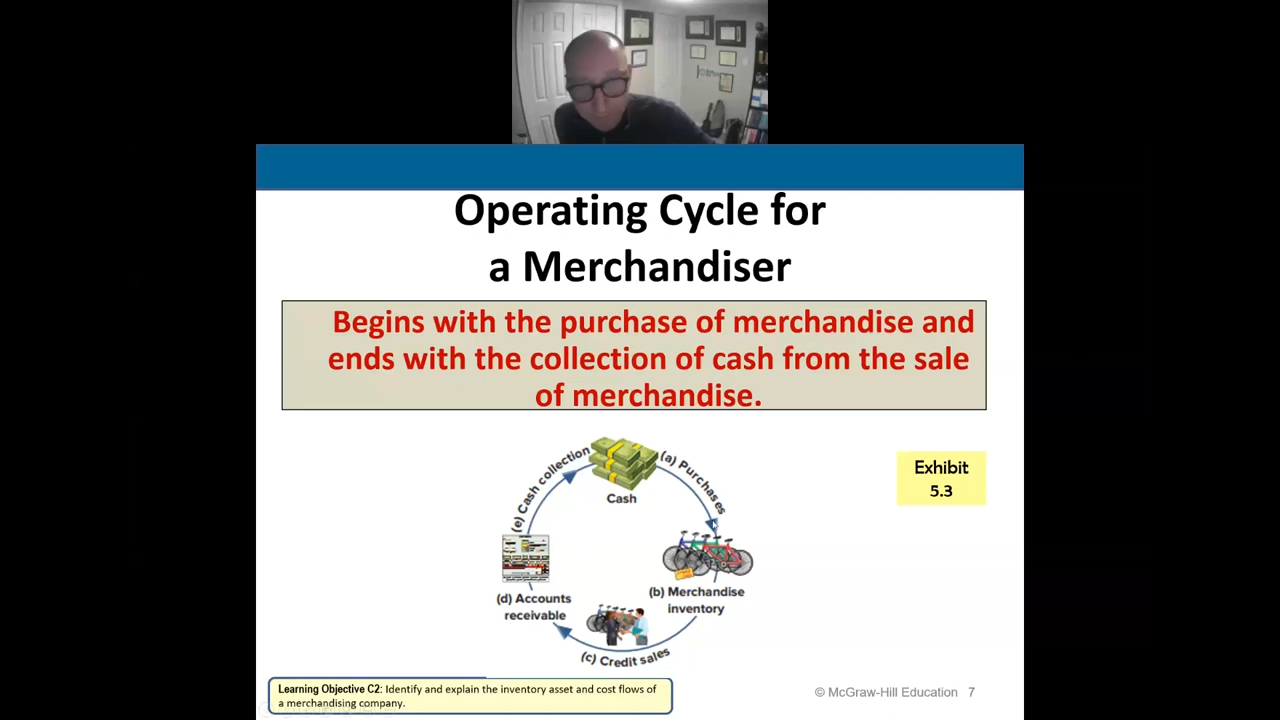 Operating Cycle for
a Merchandiser
Begins with the purchase of merchandise and
ends with the collection of cash from the sale
of merchandise.
Exhibit
5.3
(e) Cash collection
(a) Purchases
Cash
(b) Merchandise
inventory
(d) Accounts
receivable
(c) Credit sales
Learning Objective C2: Identify and explain the inventory asset and cost flows of
a merchandising company.
© McGraw-Hill Education 7